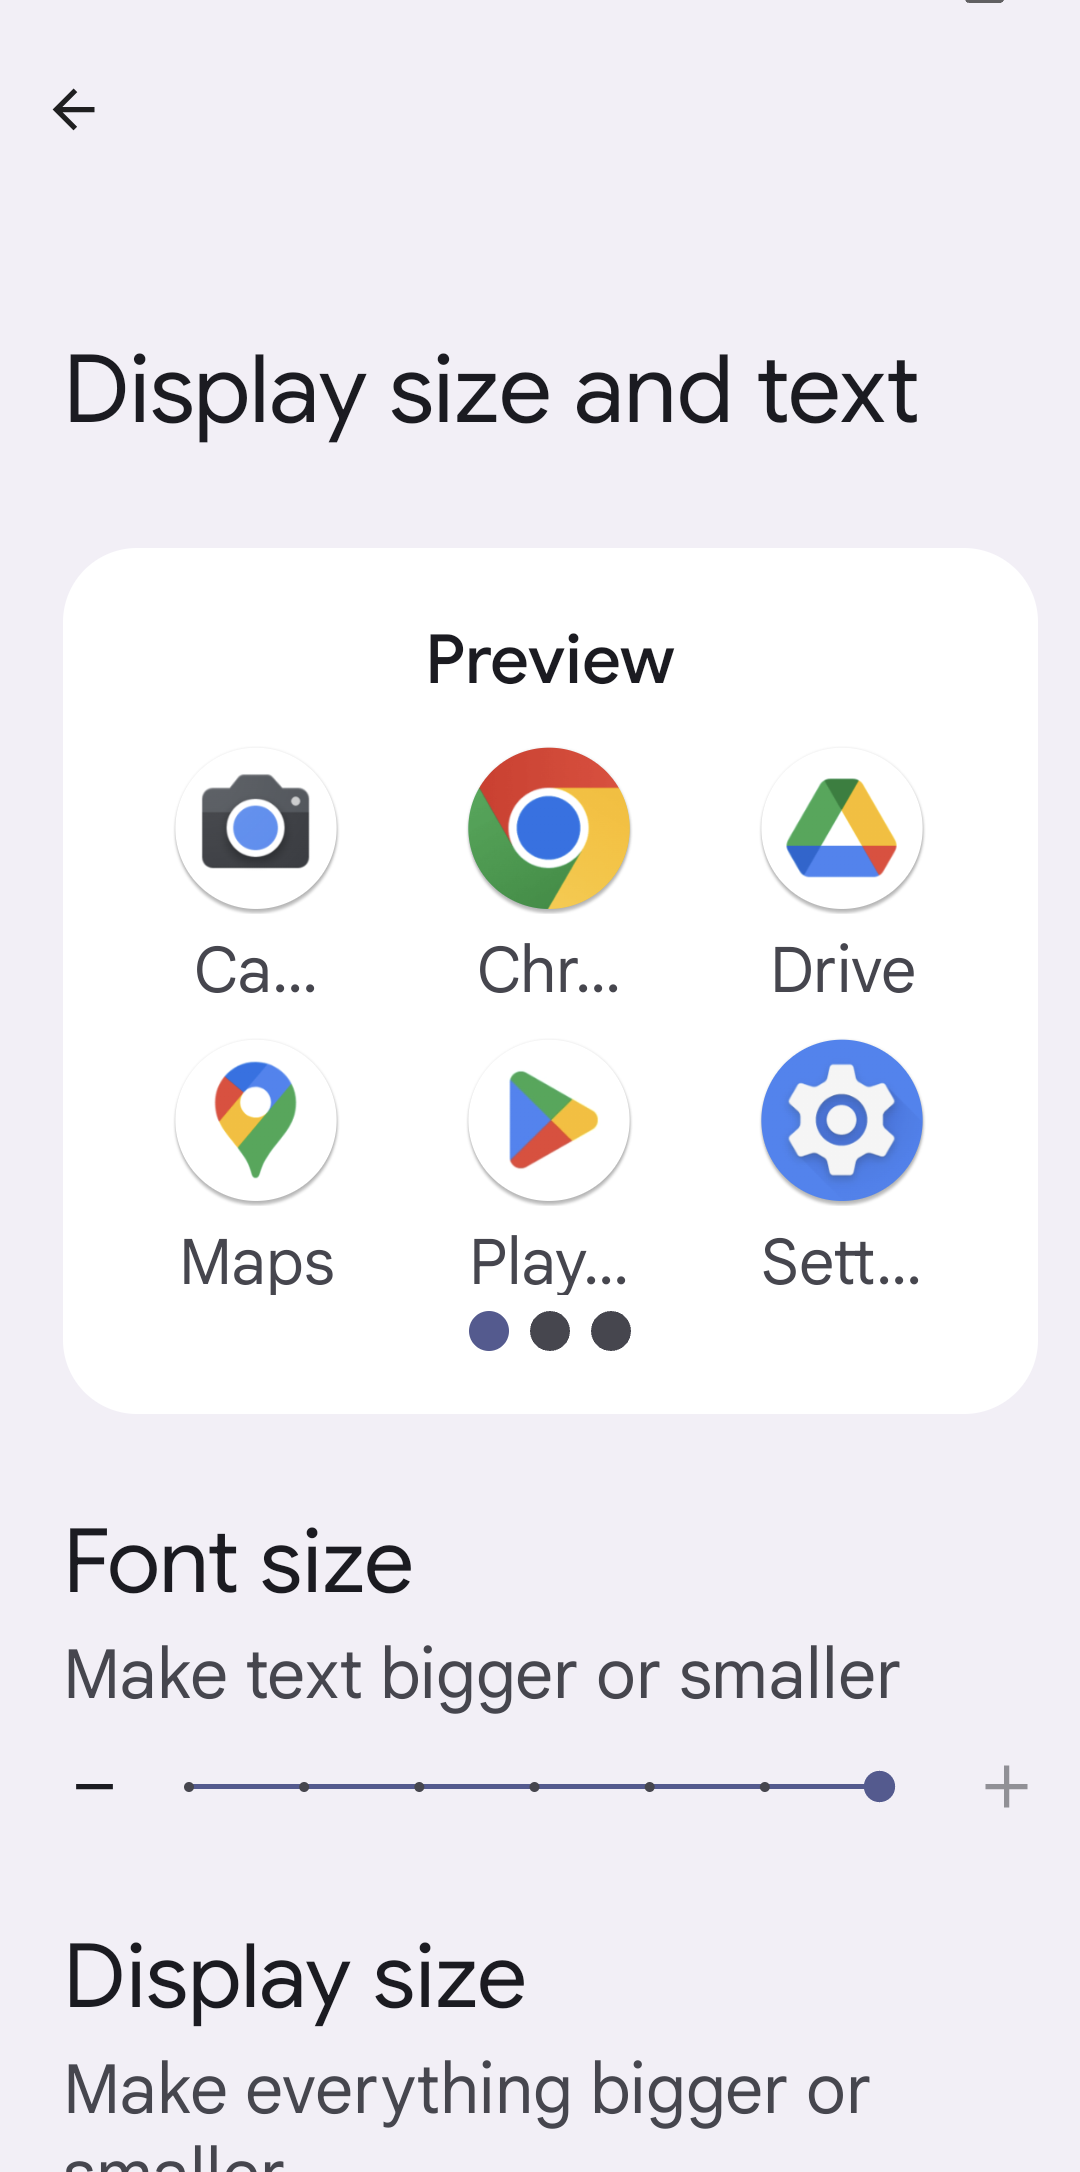 Display size and text
Preview
Ca...
Chr...
Drive
Maps
Play...
Sett...
Font size
Make text bigger or smaller
Display size
Make everything bigger or
smaller